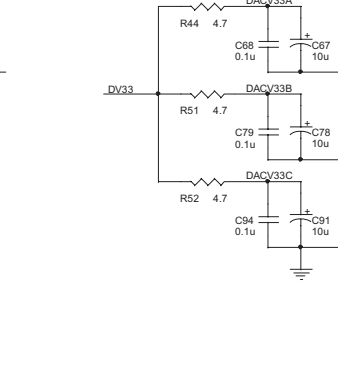 DACV33A
R44 4.7
+
C68 C67
0.1u 10u
DV33 DACV33B
R51 4.7
+
C79 C78
0.1u 10u
DACV33C
R52 4.7
+
C94 C91
0.1u 10u